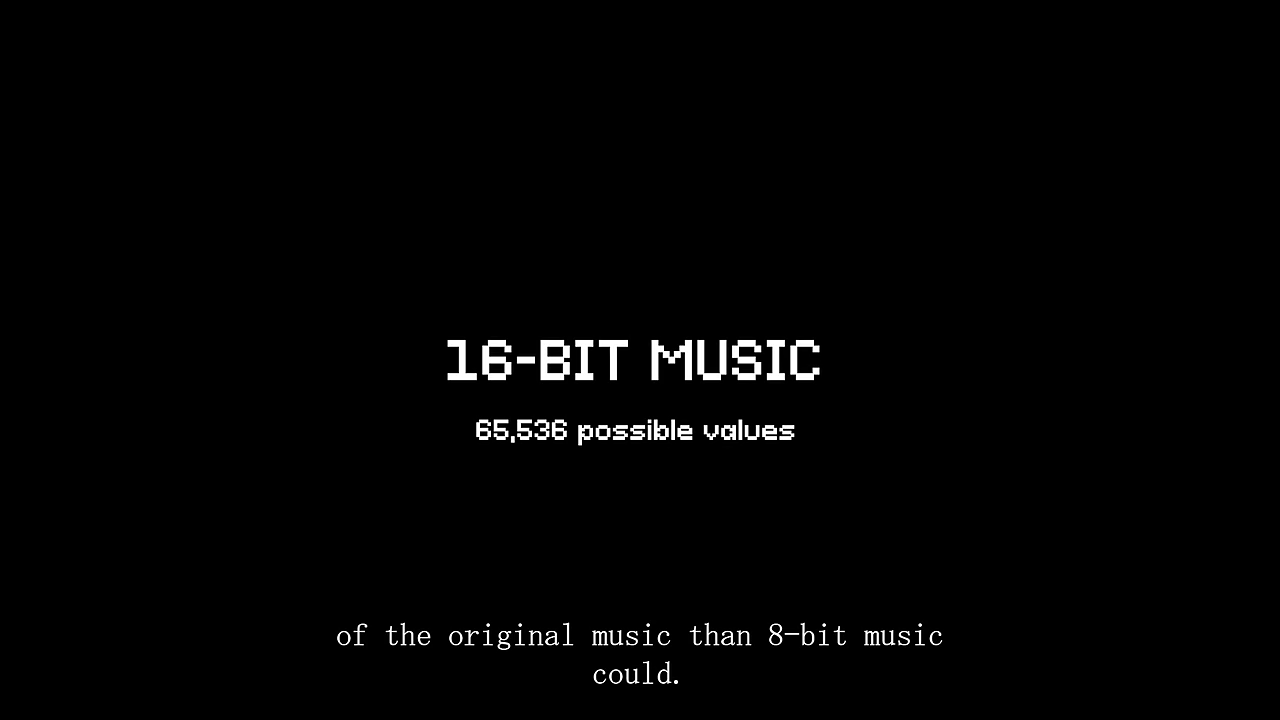 16-BIT MUSIC
65,536 possible values
of the original music than 8-bit music
could.